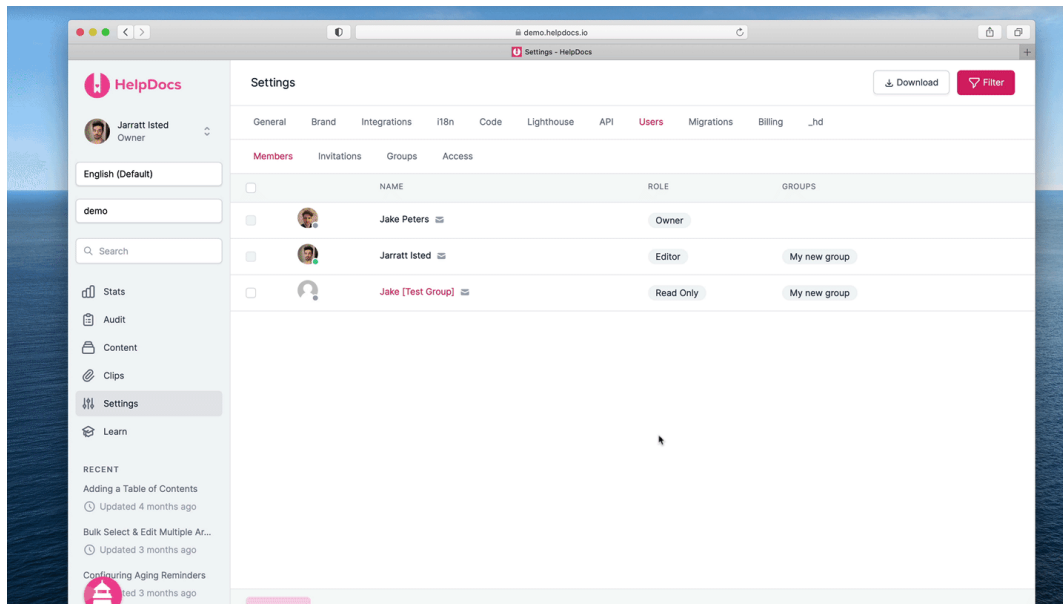 demo.helpdocs.io
Settings - HelpDocs
HelpDocs
Jarratt Isted
Owner
English (Default)
demo
Search
Stats
Audit
Content
Clips
Settings
Learn
RECENT
Adding a Table of Contents
Updated 4 months ago
Bulk Select & Edit Multiple Ar...
Updated 3 months ago
Configuring Aging Reminders
3 months ago
Settings
Download
Filter
General Brand Integrations i18n Code Lighthouse API Users Migrations Billing _hd
Members Invitations Groups Access
NAME ROLE GROUPS
Jake Peters Owner
Jarratt Isted Editor My new group
Jake [Test Group] Read Only My new group